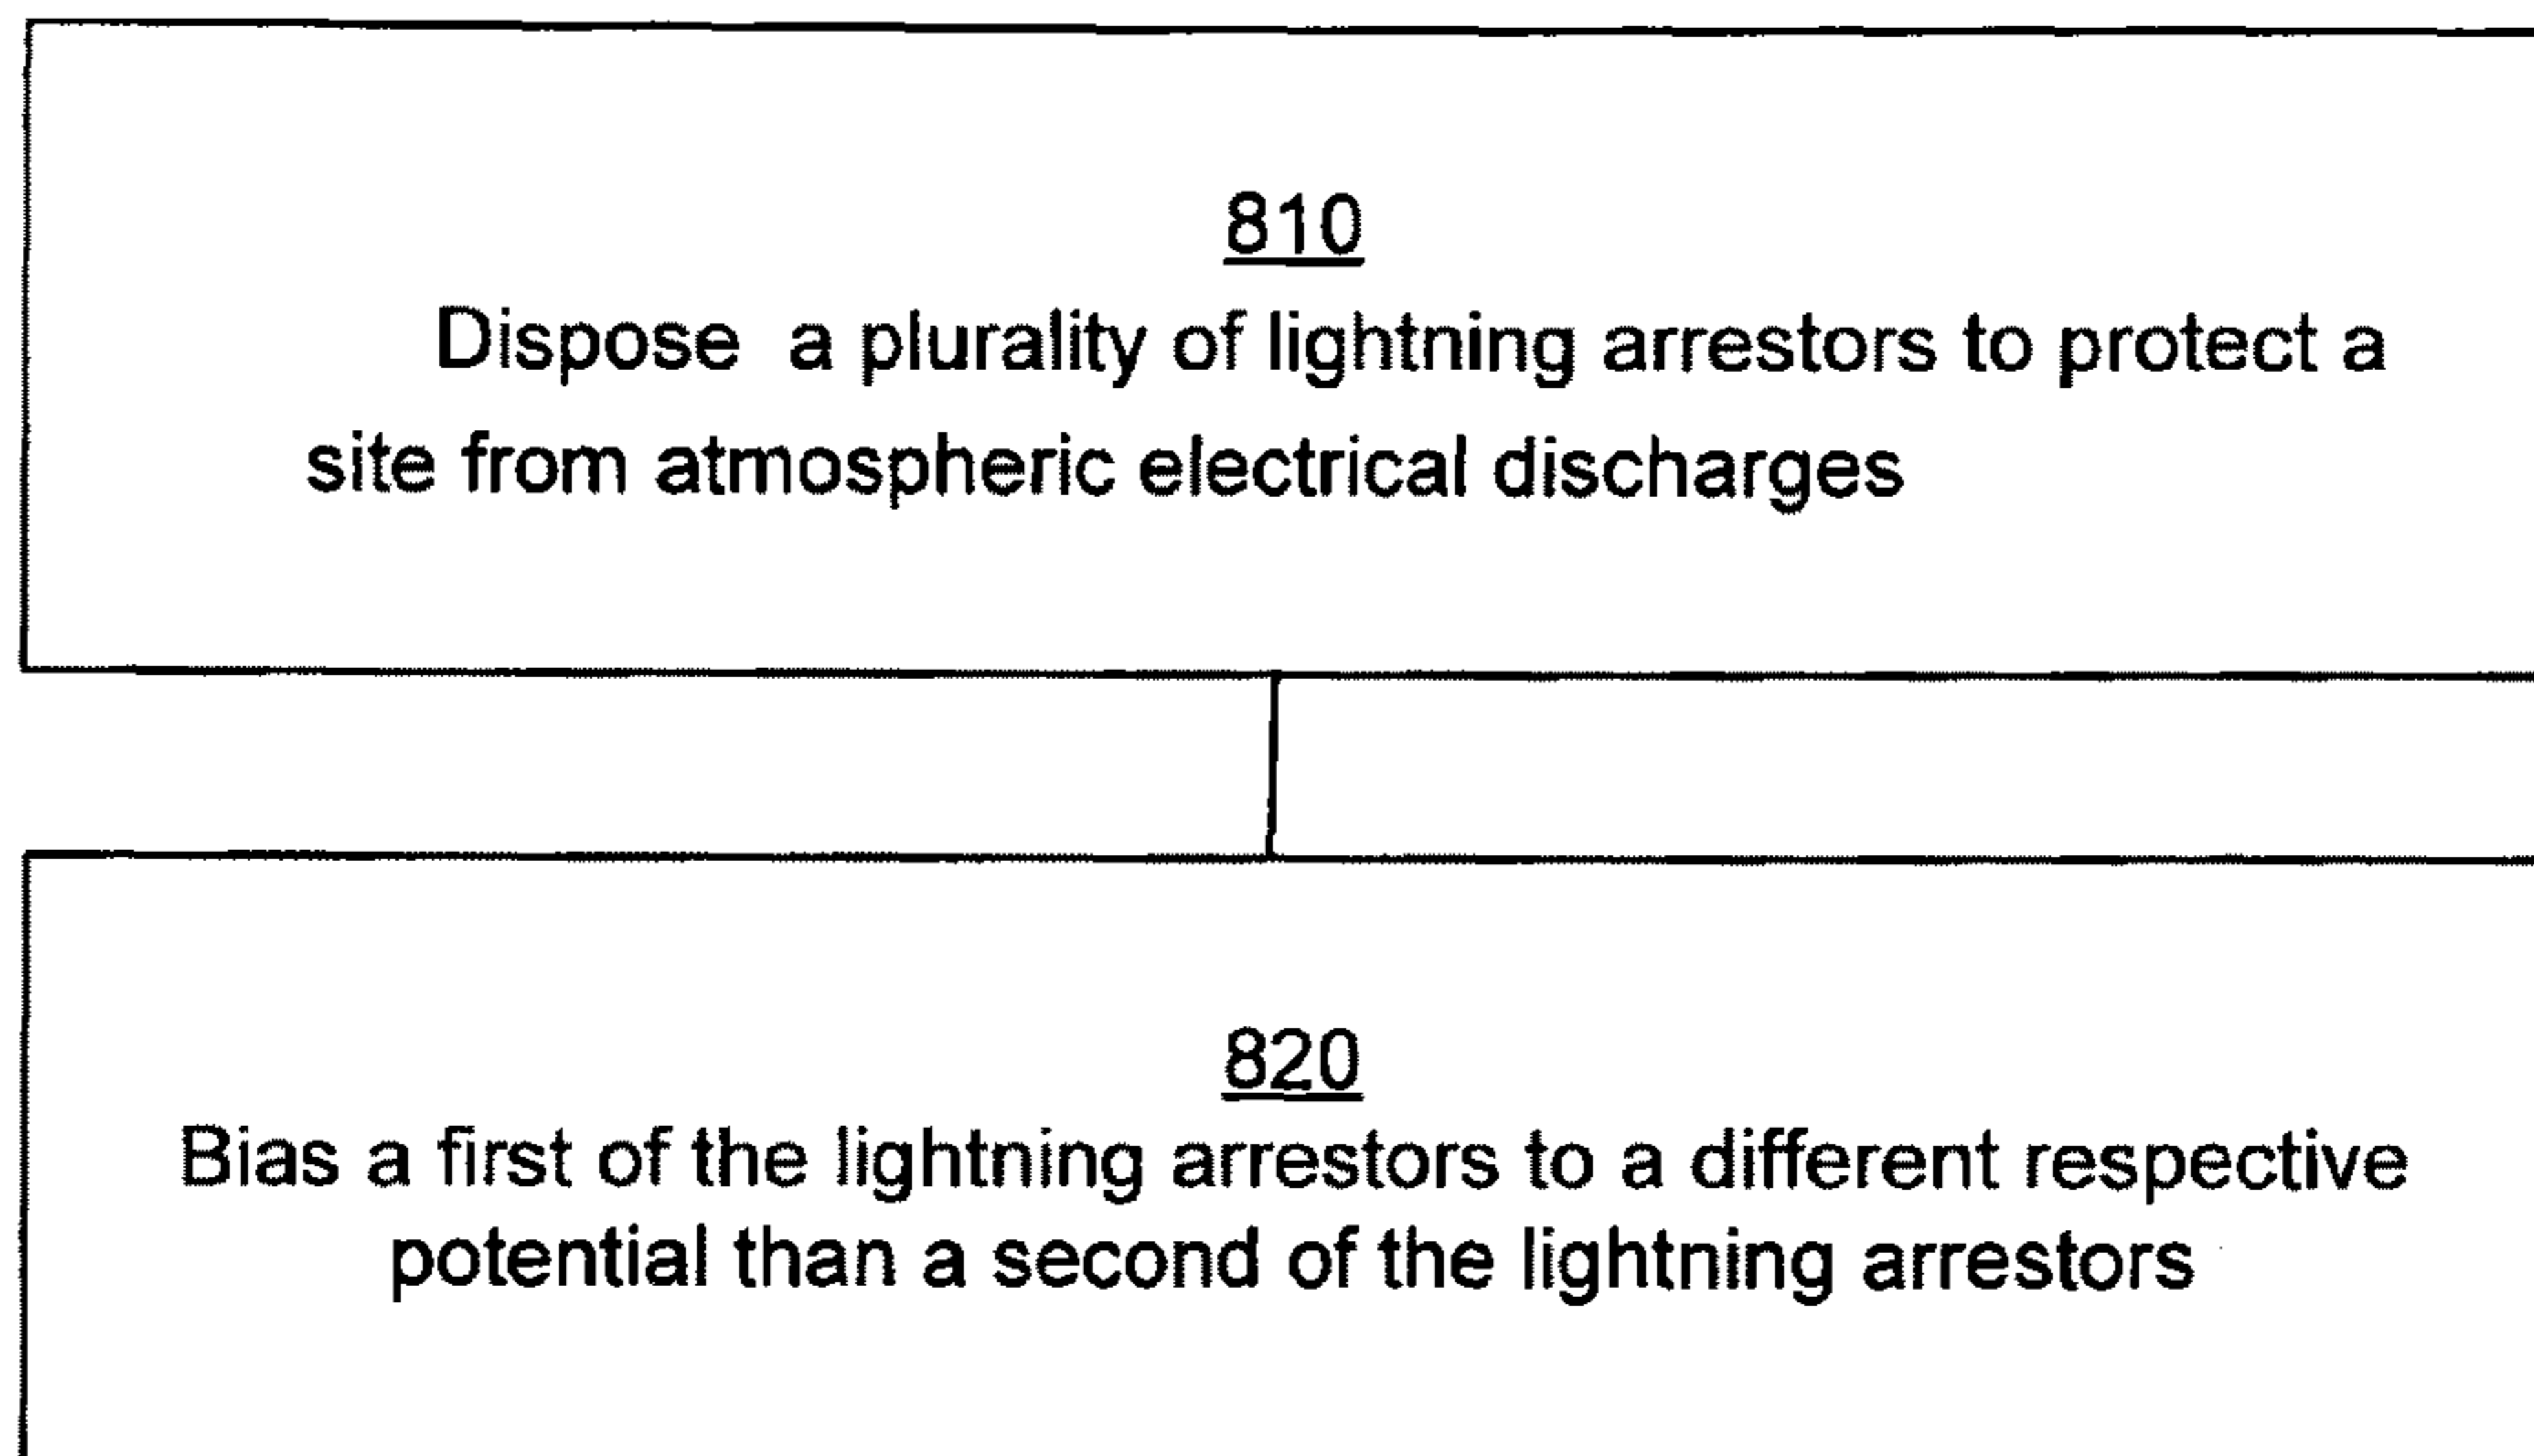 810
Dispose a plurality of lightning arrestors to protect a
site from atmospheric electrical discharges
820
Bias a first of the lightning arrestors to a different respective
potential than a second of the lightning arrestors